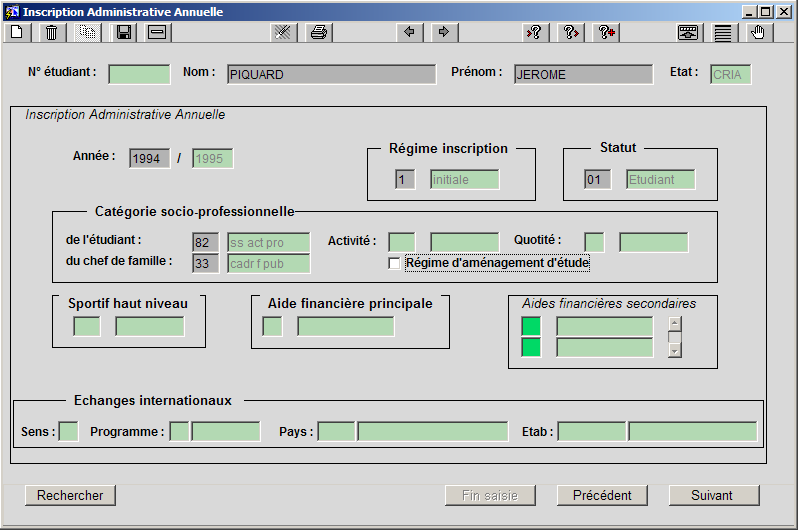 Inscription Administrative Annuelle
N° étudiant : Nom : PIQUARD Prénom : JEROME Etat : CRIA
Inscription Administrative Annuelle
Année : 1994 / 1995
Régime inscription
1 initiale
Statut
01 Etudiant
Catégorie socio-professionnelle
de l'étudiant : 82 ss act pro Activité : Quotité :
du chef de famille : 33 cadr f pub Régime d'aménagement d'étude
Sportif haut niveau
Aide financière principale
Aides financières secondaires
Echanges internationaux
Sens : Programme : Pays : Etab :
Rechercher Fin saisie Précédent Suivant